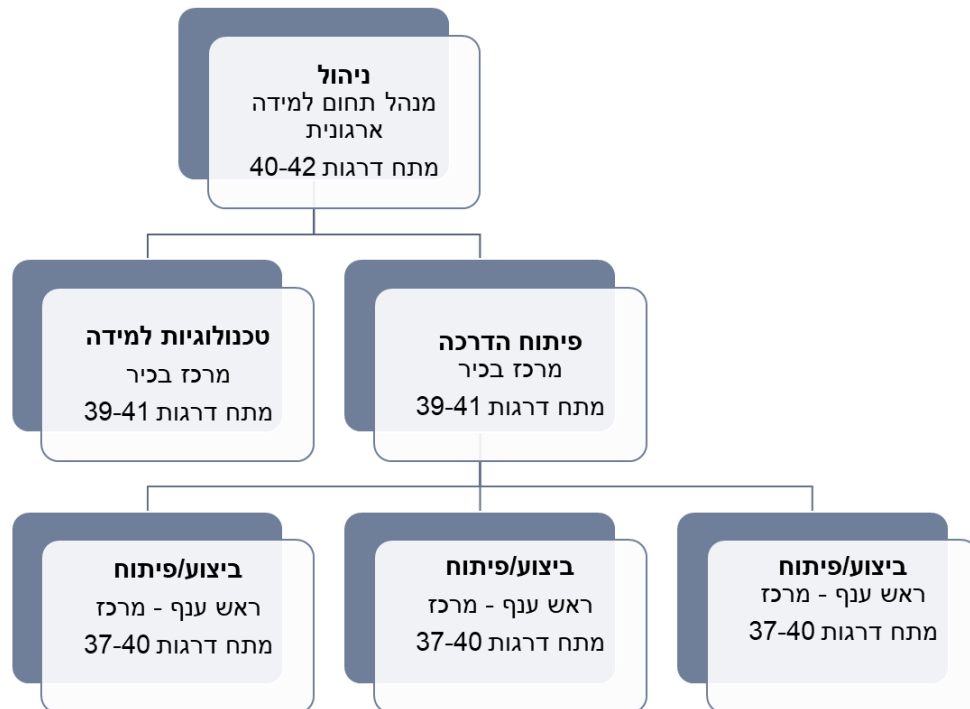 ניהול
מנהל תחום למידה
ארגונית
מתח דרגות 40-42
פיתוח הדרכה
מרכז בכיר
מתח דרגות 39-41
טכנולוגיות למידה
מרכז בכיר
מתח דרגות 39-41
ביצוע/פיתוח
ראש ענף - מרכז
מתח דרגות 37-40
ביצוע/פיתוח
ראש ענף - מרכז
מתח דרגות 37-40
ביצוע/פיתוח
ראש ענף - מרכז
מתח דרגות 37-40